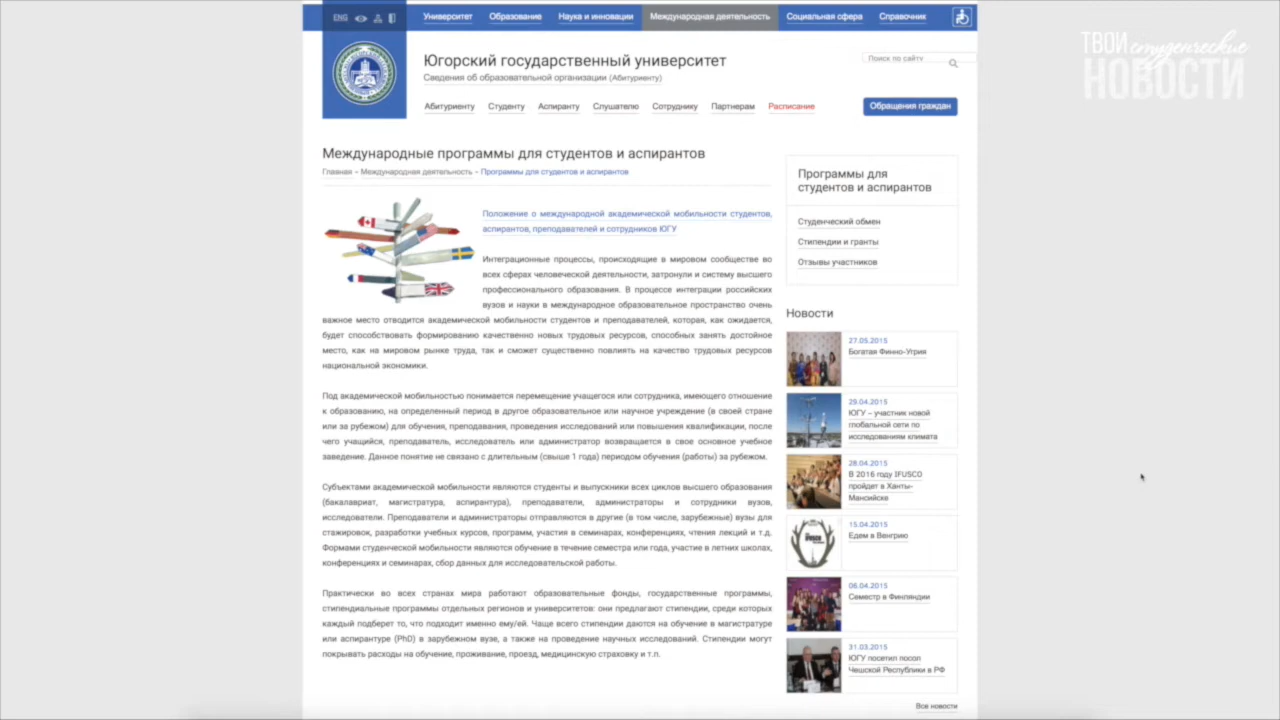 ENG
Университет
Образование
Наука и инновации
Международная деятельность
Социальная сфера
Справочник
ТВОИ студенческие
НОВОСТИ
Югорский государственный университет
Сведения об образовательной организации (Абитуриенту)
Поиск по сайту
Абитуриенту
Студенту
Аспиранту
Слушателю
Сотруднику
Партнерам
Расписание
Обращения граждан
Международные программы для студентов и аспирантов
Главная - Международная деятельность - Программы для студентов и аспирантов
Положение о международной академической мобильности студентов,
аспирантов, преподавателей и сотрудников ЮГУ
Интеграционные процессы, происходящие в мировом сообществе во
всех сферах человеческой деятельности, затронули и систему высшего
профессионального образования. В процессе интеграции российских
вузов и науки в международное образовательное пространство очень
важное место отводится академической мобильности студентов и преподавателей, которая, как ожидается,
будет способствовать формированию качественно новых трудовых ресурсов, способных занять достойное
место, как на мировом рынке труда, так и сможет существенно повлиять на качество трудовых ресурсов
национальной экономики.
Под академической мобильностью понимается перемещение учащегося или сотрудника, имеющего отношение
к образованию, на определенный период в другое образовательное или научное учреждение (в своей стране
или за рубежом) для обучения, преподавания, проведения исследований или повышения квалификации, после
чего учащийся, преподаватель, исследователь или администратор возвращается в свое основное учебное
заведение. Данное понятие не связано с длительным (свыше 1 года) периодом обучения (работы) за рубежом.
Субъектами академической мобильности являются студенты и выпускники всех циклов высшего образования
(бакалавриат, магистратура, аспирантура), преподаватели, администраторы и сотрудники вузов,
исследователи. Преподаватели и администраторы отправляются в другие (в том числе, зарубежные) вузы для
стажировок, разработки учебных курсов, программ, участия в семинарах, конференциях, чтения лекций и т.д.
Формами студенческой мобильности являются обучение в течение семестра или года, участие в летних школах,
конференциях и семинарах, сбор данных для исследовательской работы.
Практически во всех странах мира работают образовательные фонды, государственные программы,
стипендиальные программы отдельных регионов и университетов: они предлагают стипендии, среди которых
каждый подберет то, что подходит именно ему/ей. Чаще всего стипендии даются на обучение в магистратуре
или аспирантуре (PhD) в зарубежном вузе, а также на проведение научных исследований. Стипендии могут
покрывать расходы на обучение, проживание, проезд, медицинскую страховку и т.п.
Программы для
студентов и аспирантов
Студенческий обмен
Стипендии и гранты
Отзывы участников
Новости
27.05.2015
Богатая Финно-Угрия
29.04.2015
ЮГУ – участник новой
глобальной сети по
исследованиям климата
28.04.2015
В 2016 году IFUSCO
пройдет в Ханты-
Мансийске
15.04.2015
Едем в Венгрию
06.04.2015
Семестр в Финляндии
31.03.2015
ЮГУ посетил посол
Чешской Республики в РФ
Все новости